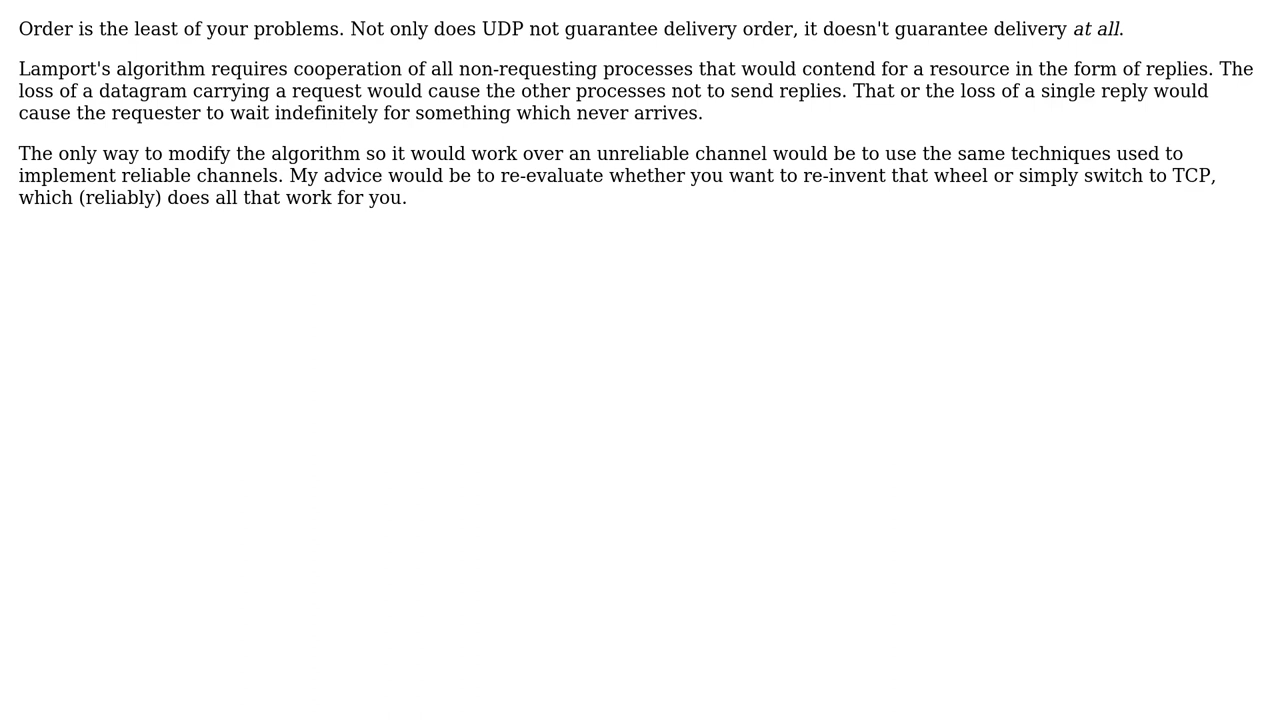 Order is the least of your problems. Not only does UDP not guarantee delivery order, it doesn't guarantee delivery at all.
Lamport's algorithm requires cooperation of all non-requesting processes that would contend for a resource in the form of replies. The
loss of a datagram carrying a request would cause the other processes not to send replies. That or the loss of a single reply would
cause the requester to wait indefinitely for something which never arrives.
The only way to modify the algorithm so it would work over an unreliable channel would be to use the same techniques used to
implement reliable channels. My advice would be to re-evaluate whether you want to re-invent that wheel or simply switch to TCP,
which (reliably) does all that work for you.